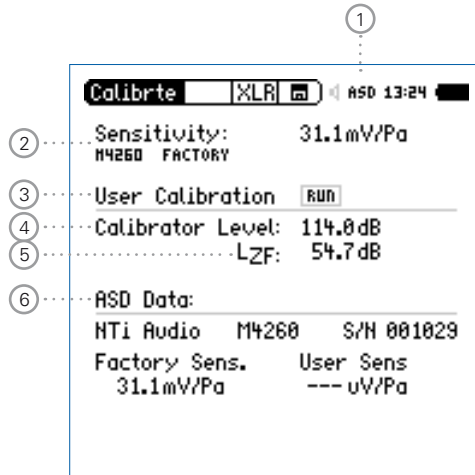 1
Calibrte XLR ASD 13:24
2 Sensitivity: 31.1mV/Pa
M4260 FACTORY
3 User Calibration RUN
4 Calibrator Level: 114.0dB
5 LZF: 54.7dB
6 ASD Data:
NTi Audio M4260 S/N 001029
Factory Sens. User Sens
31.1mV/Pa --- uV/Pa